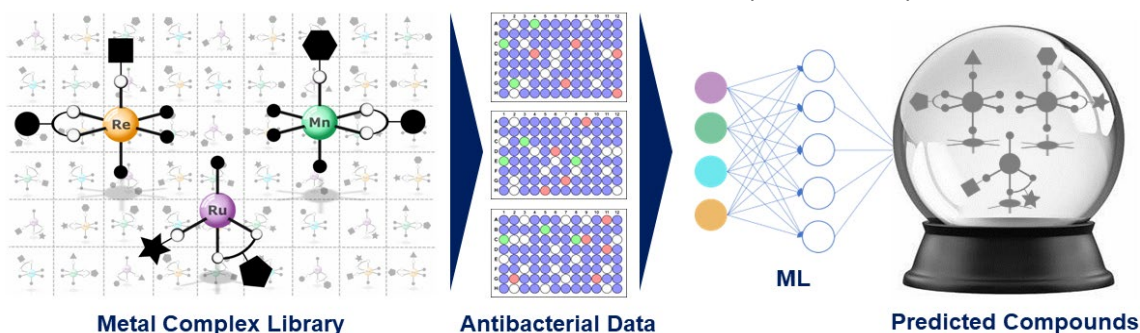 Re
Mn
Ru
ML
Metal Complex Library
Antibacterial Data
Predicted Compounds